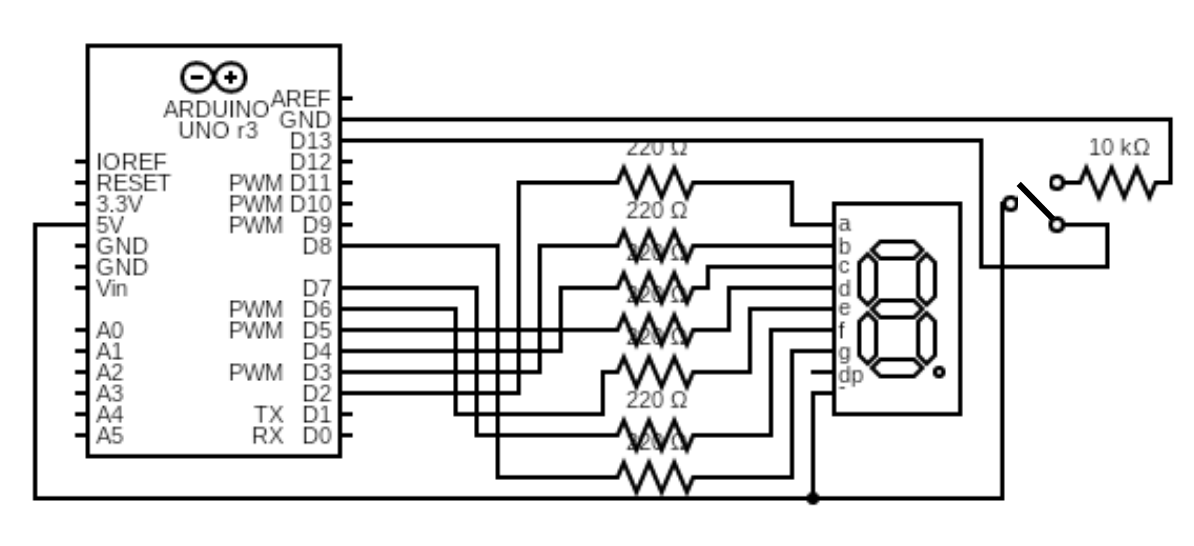 ARDUINO
UNO r3
AREF
GND
D13
IOREF D12
RESET PWM D11
3.3V PWM D10
5V PWM D9
GND D8
GND
Vin D7
PWM D6
A0 PWM D5
A1 D4
A2 PWM D3
A3 D2
A4 TX D1
A5 RX D0
220 Ω
220 Ω
220 Ω
220 Ω
220 Ω
220 Ω
220 Ω
a
b
c
d
e
f
g
dp
-
10 kΩ